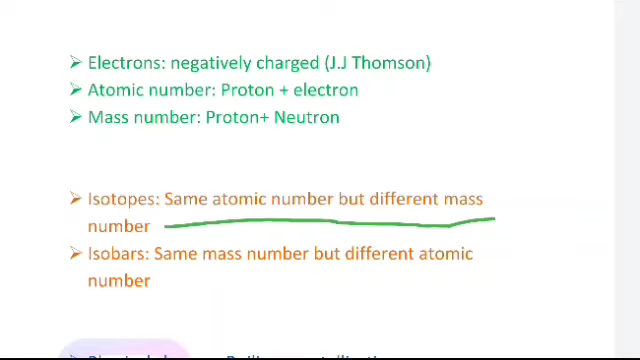 ➢ Electrons: negatively charged (J.J Thomson)
➢ Atomic number: Proton + electron
➢ Mass number: Proton+ Neutron
➢ Isotopes: Same atomic number but different mass
number
➢ Isobars: Same mass number but different atomic
number